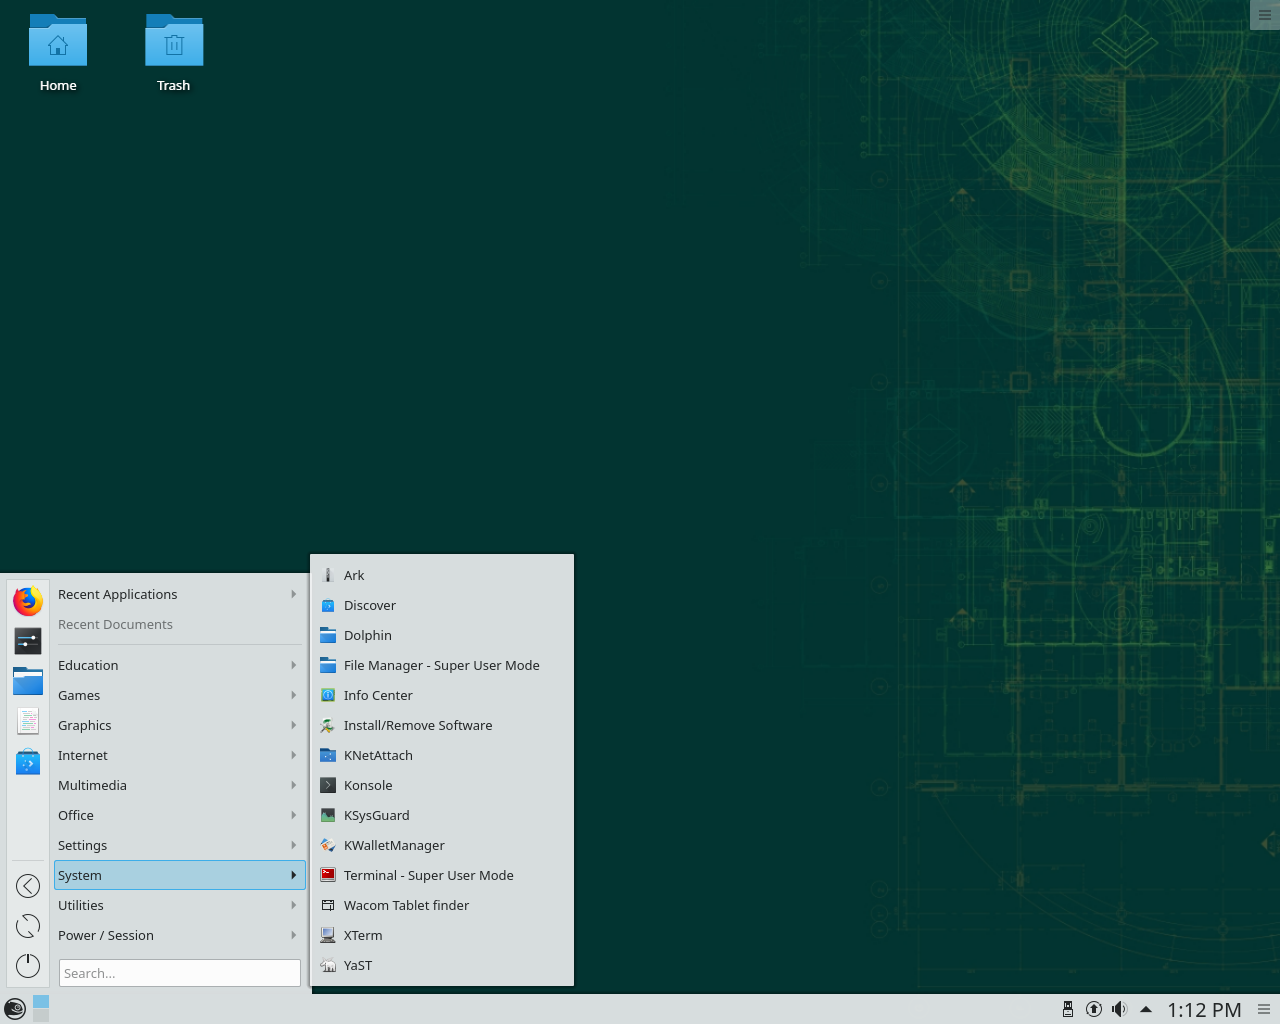 Home
Trash
Recent Applications
Recent Documents
Education
Games
Graphics
Internet
Multimedia
Office
Settings
System
Utilities
Power / Session
Search...
Ark
Discover
Dolphin
File Manager - Super User Mode
Info Center
Install/Remove Software
KNetAttach
Konsole
KSysGuard
KWalletManager
Terminal - Super User Mode
Wacom Tablet finder
XTerm
YaST
1:12 PM